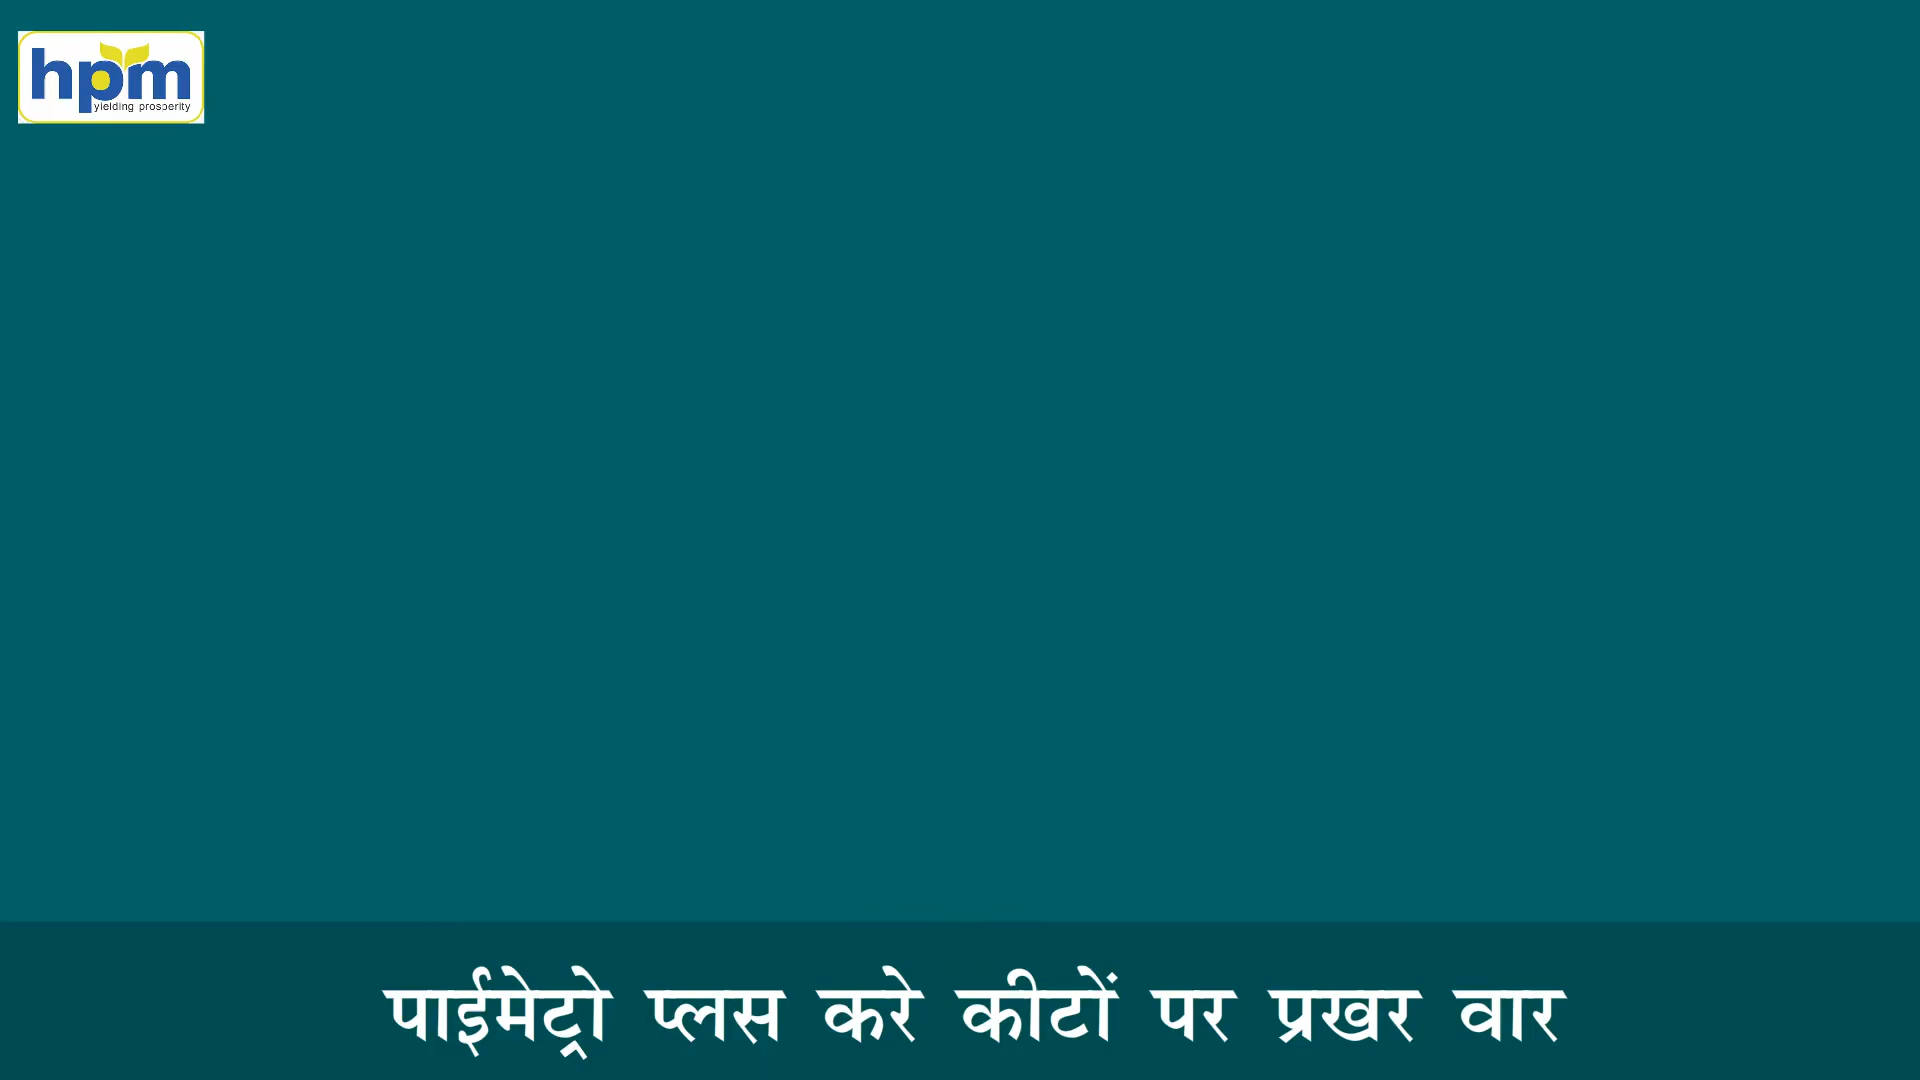 hpm
yielding prosperity
पाईमेट्रो प्लस करे कीटों पर प्रखर वार